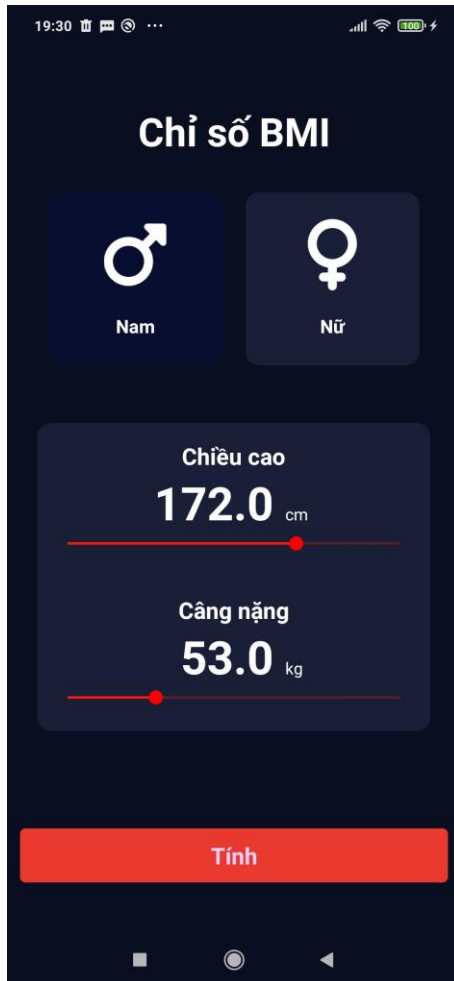 19:30
100
Chỉ số BMI
Nam
Nữ
Chiều cao
172.0 cm
Câng nặng
53.0 kg
Tính